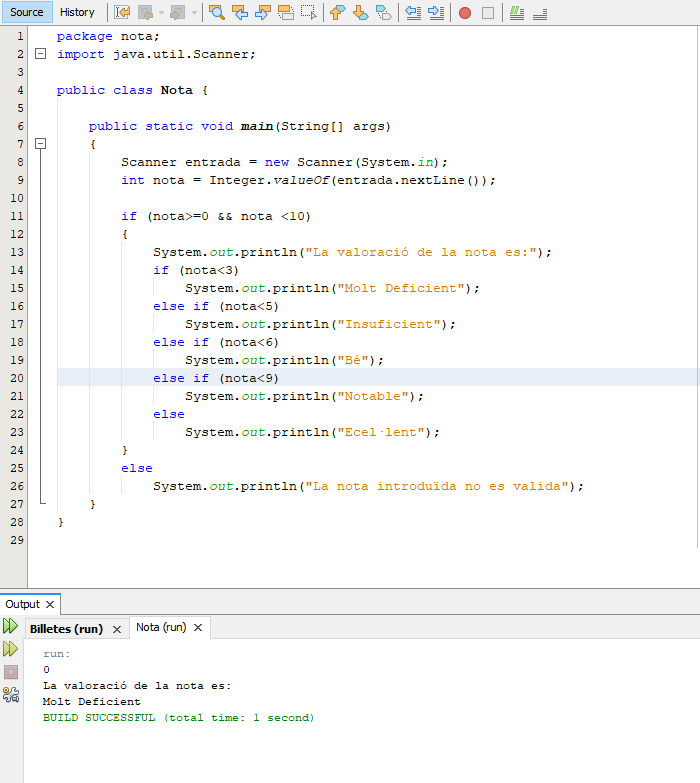 Source History
1 package nota;
2 import java.util.Scanner;
3
4 public class Nota {
5
6 public static void main(String[] args)
7 {
8 Scanner entrada = new Scanner(System.in);
9 int nota = Integer.valueOf(entrada.nextLine());
10
11 if (nota>=0 && nota <10)
12 {
13 System.out.println("La valoració de la nota es:");
14 if (nota<3)
15 System.out.println("Molt Deficient");
16 else if (nota<5)
17 System.out.println("Insuficient");
18 else if (nota<6)
19 System.out.println("Bé");
20 else if (nota<9)
21 System.out.println("Notable");
22 else
23 System.out.println("Ecel·lent");
24 }
25 else
26 System.out.println("La nota introduïda no es valida");
27 }
28 }
29
Output
Billetes (run) Nota (run)
run:
0
La valoració de la nota es:
Molt Deficient
BUILD SUCCESSFUL (total time: 1 second)